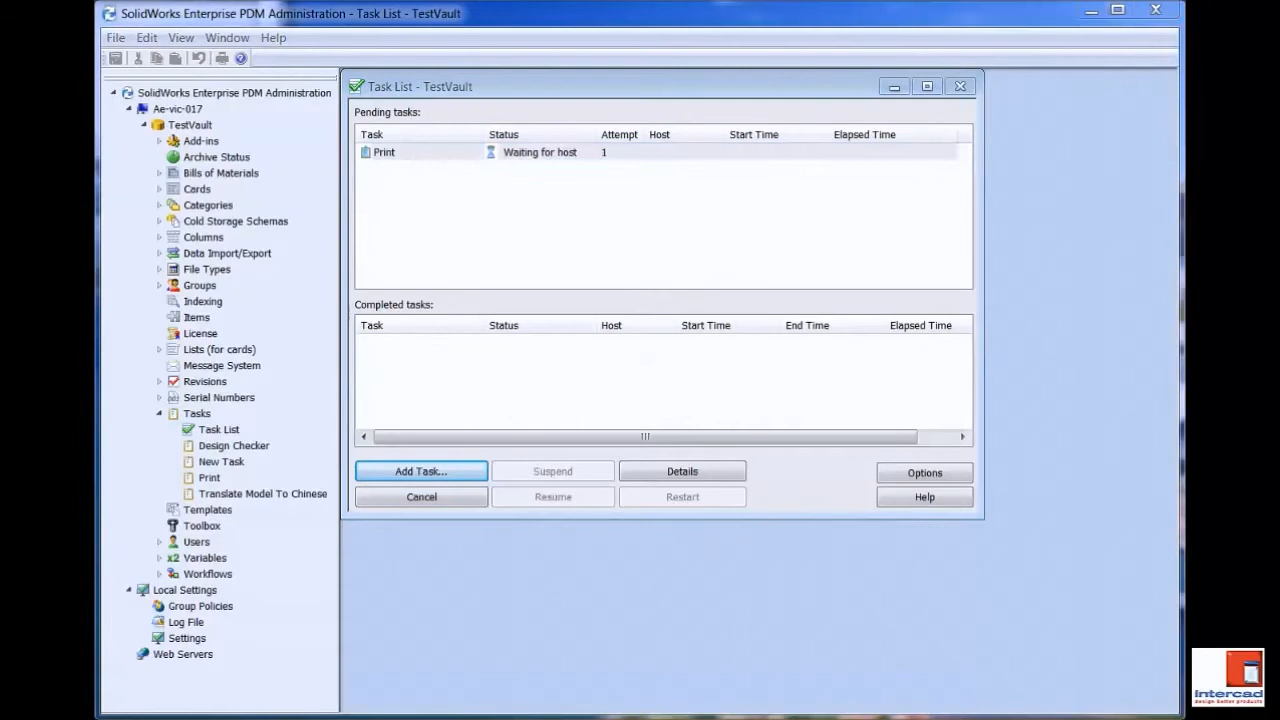 SolidWorks Enterprise PDM Administration - Task List - TestVault
File Edit View Window Help
SolidWorks Enterprise PDM Administration
Ae-vic-017
TestVault
Add-ins
Archive Status
Bills of Materials
Cards
Categories
Cold Storage Schemas
Columns
Data Import/Export
File Types
Groups
Indexing
Items
License
Lists (for cards)
Message System
Revisions
Serial Numbers
Tasks
Task List
Design Checker
New Task
Print
Translate Model To Chinese
Templates
Toolbox
Users
x2 Variables
Workflows
Local Settings
Group Policies
Log File
Settings
Web Servers
Task List - TestVault
Pending tasks:
Task Status Attempt Host Start Time Elapsed Time
Print Waiting for host 1
Completed tasks:
Task Status Host Start Time End Time Elapsed Time
Add Task... Suspend Details Options
Cancel Resume Restart Help
intercad
design better products